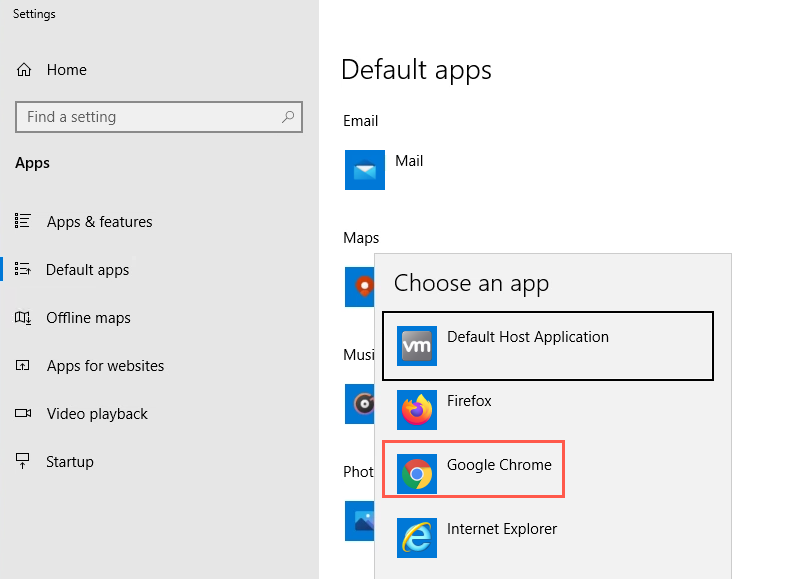 Settings
Home
Find a setting
Apps
Apps & features
Default apps
Offline maps
Apps for websites
Video playback
Startup
Default apps
Email
Mail
Maps
Musi
Phot
Choose an app
vm
Default Host Application
Firefox
Google Chrome
Internet Explorer